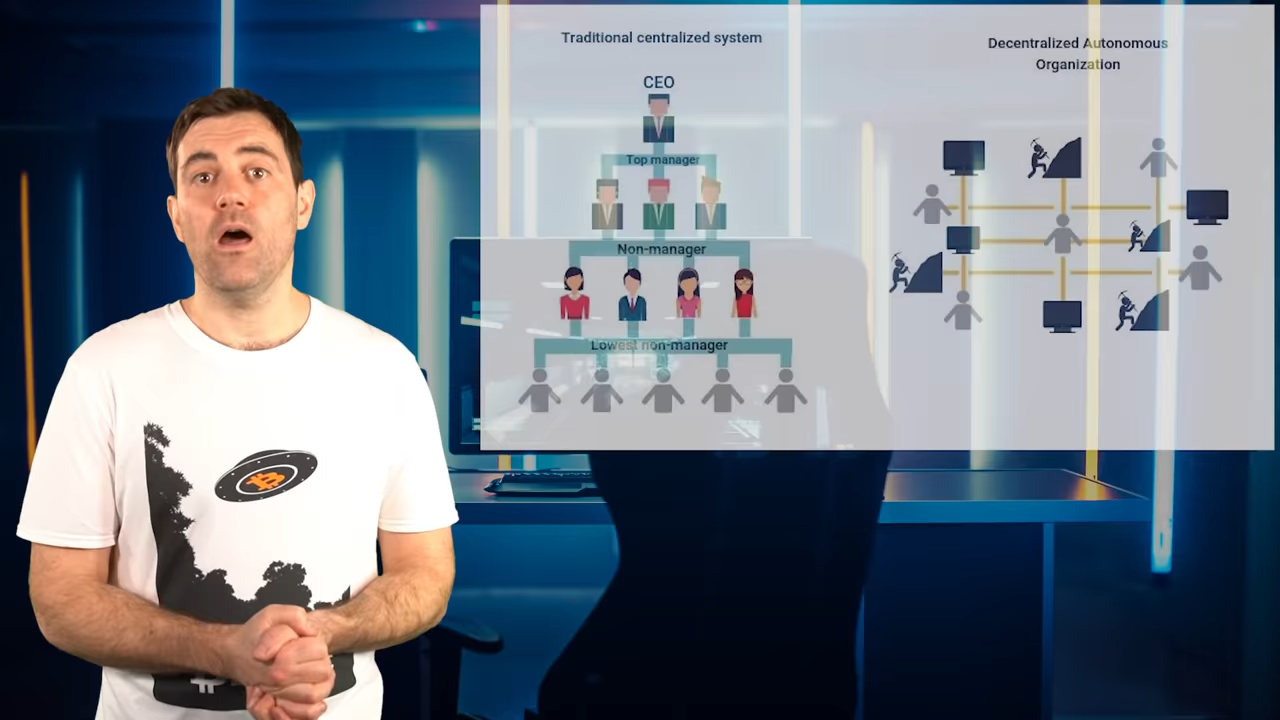 Traditional centralized system
CEO
Top manager
Non-manager
Lowest non-manager
Decentralized Autonomous
Organization